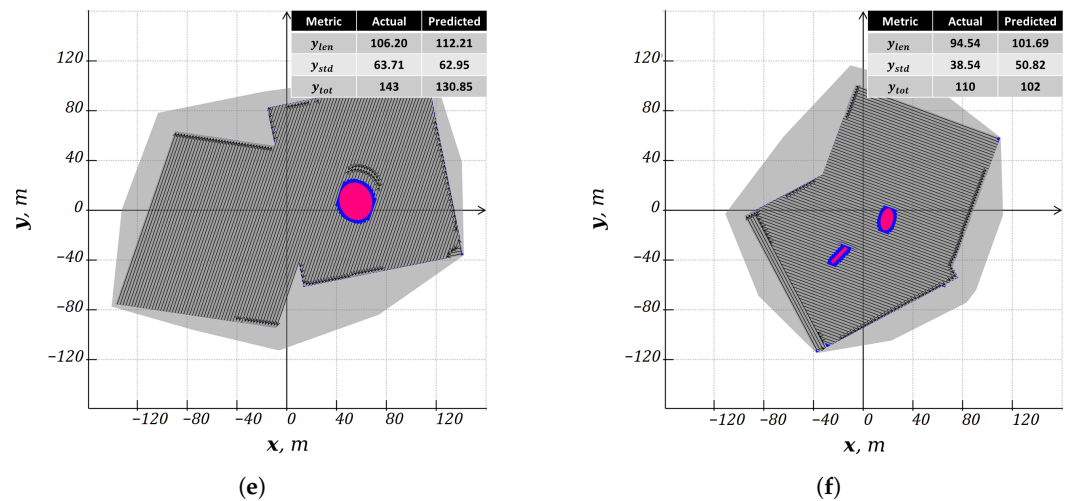 Metric Actual Predicted
y_len 106.20 112.21
y_std 63.71 62.95
y_tot 143 130.85
120
80
40
0
−40
−80
−120
y, m
−120 −80 −40 0 40 80 120
x, m
(e)
Metric Actual Predicted
y_len 94.54 101.69
y_std 38.54 50.82
y_tot 110 102
120
80
40
0
−40
−80
−120
y, m
−120 −80 −40 0 40 80 120
x, m
(f)